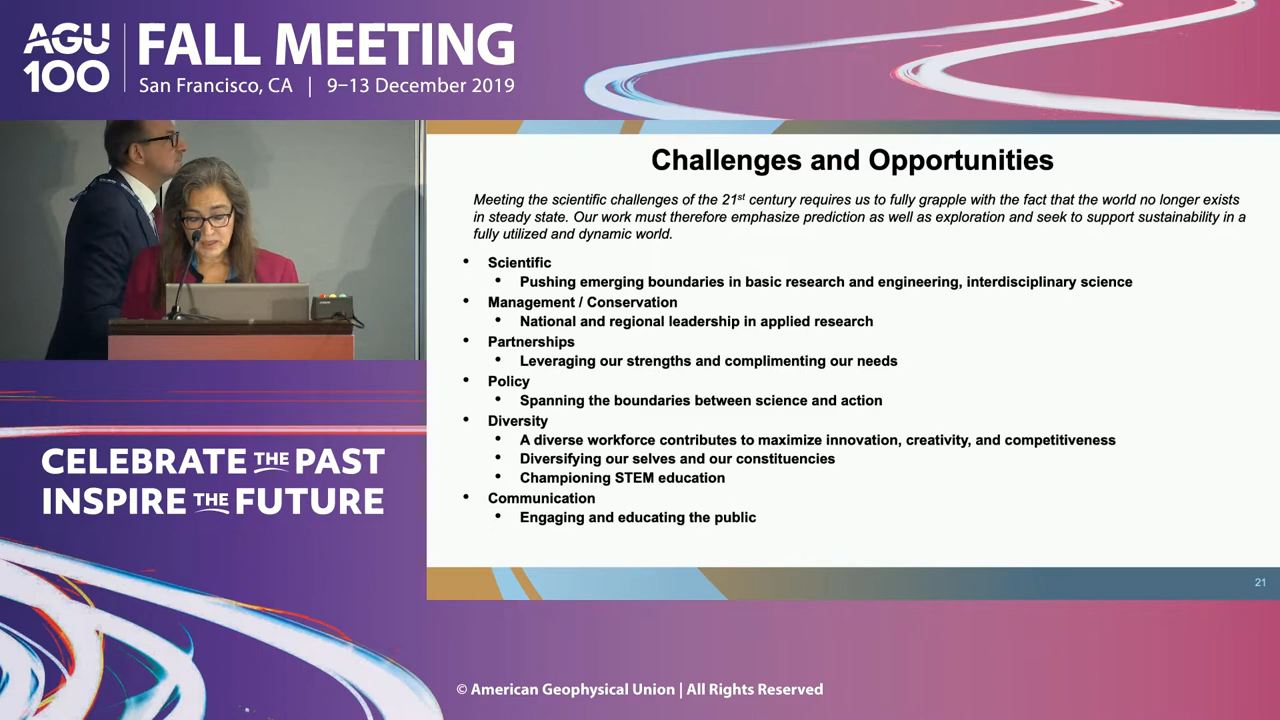 AGU
100
FALL MEETING
San Francisco, CA | 9–13 December 2019
Challenges and Opportunities
Meeting the scientific challenges of the 21st century requires us to fully grapple with the fact that the world no longer exists
in steady state. Our work must therefore emphasize prediction as well as exploration and seek to support sustainability in a
fully utilized and dynamic world.
• Scientific
• Pushing emerging boundaries in basic research and engineering, interdisciplinary science
• Management / Conservation
• National and regional leadership in applied research
• Partnerships
• Leveraging our strengths and complimenting our needs
• Policy
• Spanning the boundaries between science and action
• Diversity
• A diverse workforce contributes to maximize innovation, creativity, and competitiveness
• Diversifying our selves and our constituencies
• Championing STEM education
• Communication
• Engaging and educating the public
21
CELEBRATE THE PAST
INSPIRE THE FUTURE
© American Geophysical Union | All Rights Reserved